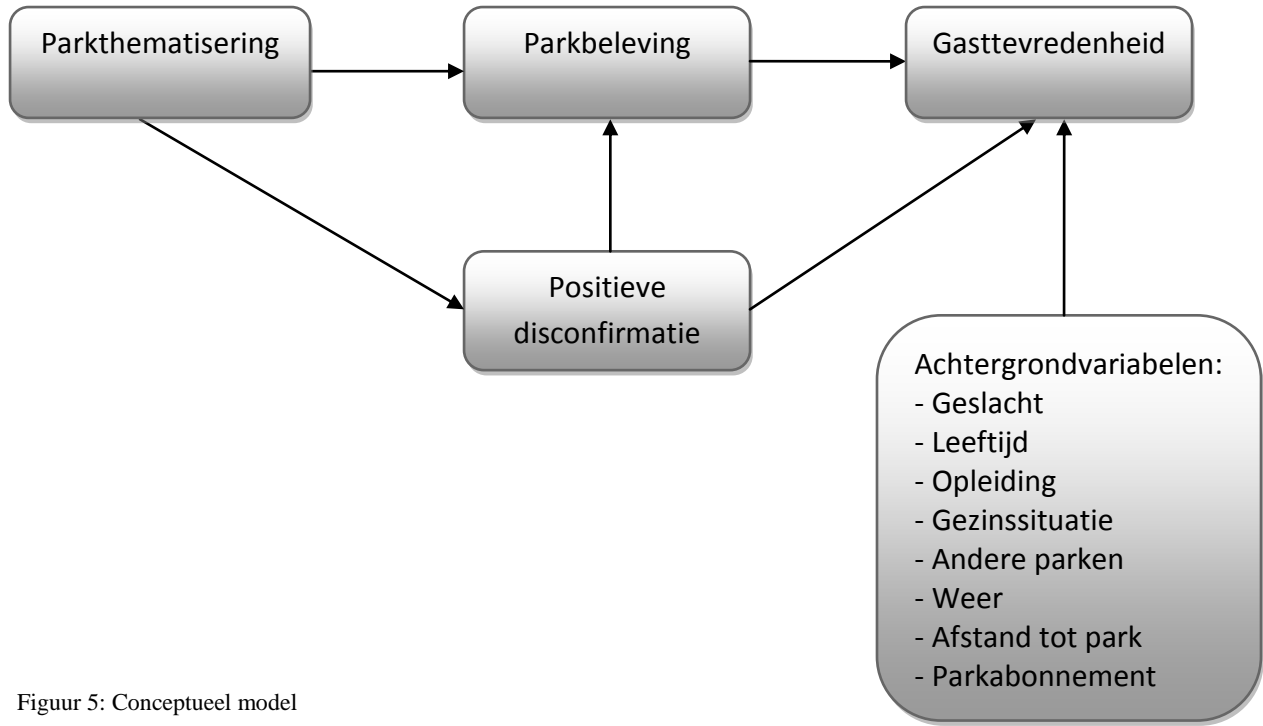 Parkthematisering
Parkbeleving
Gasttevredenheid
Positieve
disconfirmatie
Achtergrondvariabelen:
- Geslacht
- Leeftijd
- Opleiding
- Gezinssituatie
- Andere parken
- Weer
- Afstand tot park
- Parkabonnement
Figuur 5: Conceptueel model